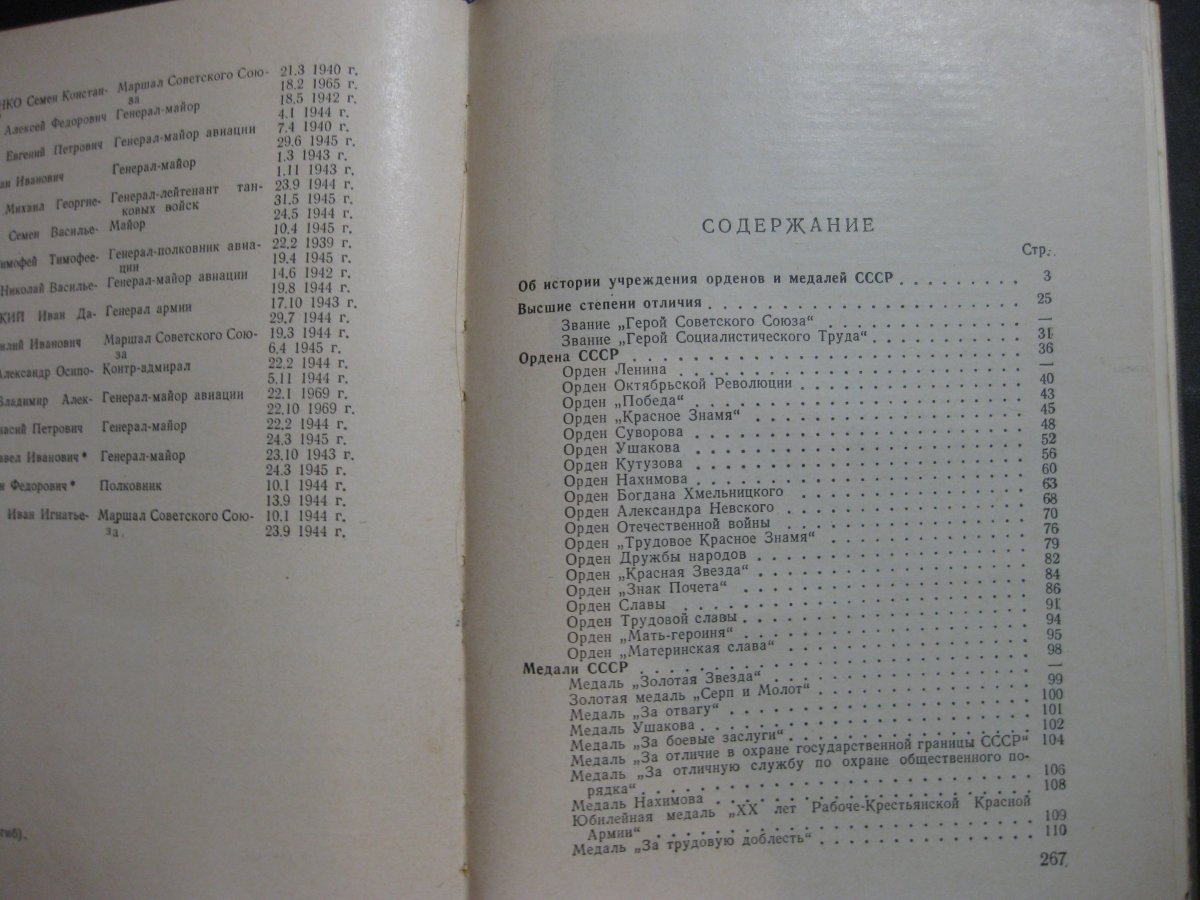 НКО Семен Констан- Маршал Советского Сою- 21.3 1940 г.
за 18.2 1965 г.
Алексей Федорович Генерал-майор 18.5 1942 г.
4.1 1944 г.
Евгений Петрович Генерал-майор авиации 7.4 1940 г.
29.6 1945 г.
ан Иванович Генерал-майор 1.3 1943 г.
1.11 1943 г.
Михаил Георгие- Генерал-лейтенант тан- 23.9 1944 г.
ковых войск 31.5 1945 г.
Семен Василье- Майор 24.5 1944 г.
10.4 1945 г.
имофей Тимофее- Генерал-полковник авиа- 22.2 1939 г.
ции 19.4 1945 г.
Николай Василье- Генерал-майор авиации 14.6 1942 г.
19.8 1944 г.
КИЙ Иван Да- Генерал армии 17.10 1943 г.
29.7 1944 г.
илий Иванович Маршал Советского Сою- 19.3 1944 г.
за 6.4 1945 г.
Александр Осипо- Контр-адмирал 22.2 1944 г.
5.11 1944 г.
Владимир Алек- Генерал-майор авиации 22.1 1969 г.
22.10 1969 г.
насий Петрович Генерал-майор 22.2 1944 г.
24.3 1945 г.
авел Иванович* Генерал-майор 23.10 1943 г.
24.3 1945 г.
н Федорович* Полковник 10.1 1944 г.
13.9 1944 г.
Иван Игнатье- Маршал Советского Сою- 10.1 1944 г.
за. 23.9 1944 г.
гиб).
СОДЕРЖАНИЕ
Стр.
Об истории учреждения орденов и медалей СССР . . . . . . . . . 3
Высшие степени отличия . . . . . . . . . . . . . . . . . . . . 25
Звание „Герой Советского Союза“ . . . . . . . . . . . . —
Звание „Герой Социалистического Труда“ . . . . . . . . . . 31
Ордена СССР . . . . . . . . . . . . . . . . . . . . . . . . 36
Орден Ленина . . . . . . . . . . . . . . . . . . . . —
Орден Октябрьской Революции . . . . . . . . . . . . . . 40
Орден „Победа“ . . . . . . . . . . . . . . . . . . . 43
Орден „Красное Знамя“ . . . . . . . . . . . . . . . . 45
Орден Суворова . . . . . . . . . . . . . . . . . . . 48
Орден Ушакова . . . . . . . . . . . . . . . . . . . 52
Орден Кутузова . . . . . . . . . . . . . . . . . . . 56
Орден Нахимова . . . . . . . . . . . . . . . . . . . 60
Орден Богдана Хмельницкого . . . . . . . . . . . . . . 63
Орден Александра Невского . . . . . . . . . . . . . . 68
Орден Отечественной войны . . . . . . . . . . . . . . 70
Орден „Трудовое Красное Знамя“ . . . . . . . . . . . . 76
Орден Дружбы народов . . . . . . . . . . . . . . . . 79
Орден „Красная Звезда“ . . . . . . . . . . . . . . . 82
Орден „Знак Почета“ . . . . . . . . . . . . . . . . 84
Орден Славы . . . . . . . . . . . . . . . . . . . . 86
Орден Трудовой славы . . . . . . . . . . . . . . . . 91
Орден „Мать-героиня“ . . . . . . . . . . . . . . . . 94
Орден „Материнская слава“ . . . . . . . . . . . . . . 95
Медали СССР . . . . . . . . . . . . . . . . . . . . . . . 98
Медаль „Золотая Звезда“ . . . . . . . . . . . . . . . —
Золотая медаль „Серп и Молот“ . . . . . . . . . . . . 99
Медаль „За отвагу“ . . . . . . . . . . . . . . . . . 100
Медаль Ушакова . . . . . . . . . . . . . . . . . . . 101
Медаль „За боевые заслуги“ . . . . . . . . . . . . . 102
Медаль „За отличие в охране государственной границы СССР“ 104
Медаль „За отличную службу по охране общественного по-
рядка“ . . . . . . . . . . . . . . . . . . . . . . 106
Медаль Нахимова . . . . . . . . . . . . . . . . . . 108
Юбилейная медаль „XX лет Рабоче-Крестьянской Красной
Армии“ . . . . . . . . . . . . . . . . . . . . . . 109
Медаль „За трудовую доблесть“ . . . . . . . . . . . . 110
267